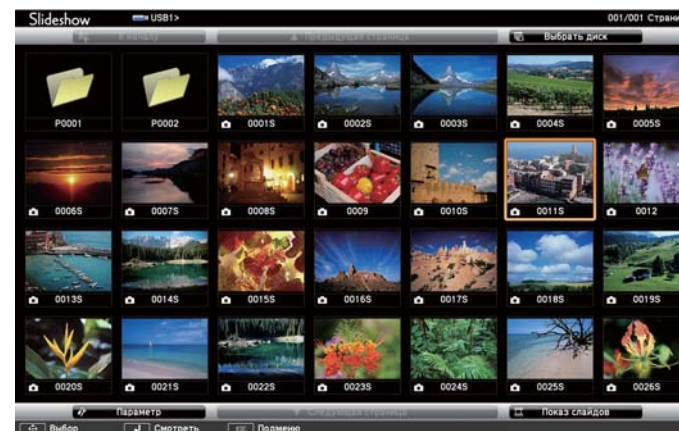 Slideshow USB1> 001/001 Страни
К началу ▲ Предыдущая страница Выбрать диск
P0001 P0002 0001S 0002S 0003S 0004S 0005S
0006S 0007S 0008S 0009 0010S 0011S 0012
0013S 0014S 0015S 0016S 0017S 0018S 0019S
0020S 0021S 0022S 0023S 0024S 0025S 0026S
Параметр ▼ Следующая страница Показ слайдов
Выбор Смотреть Подменю